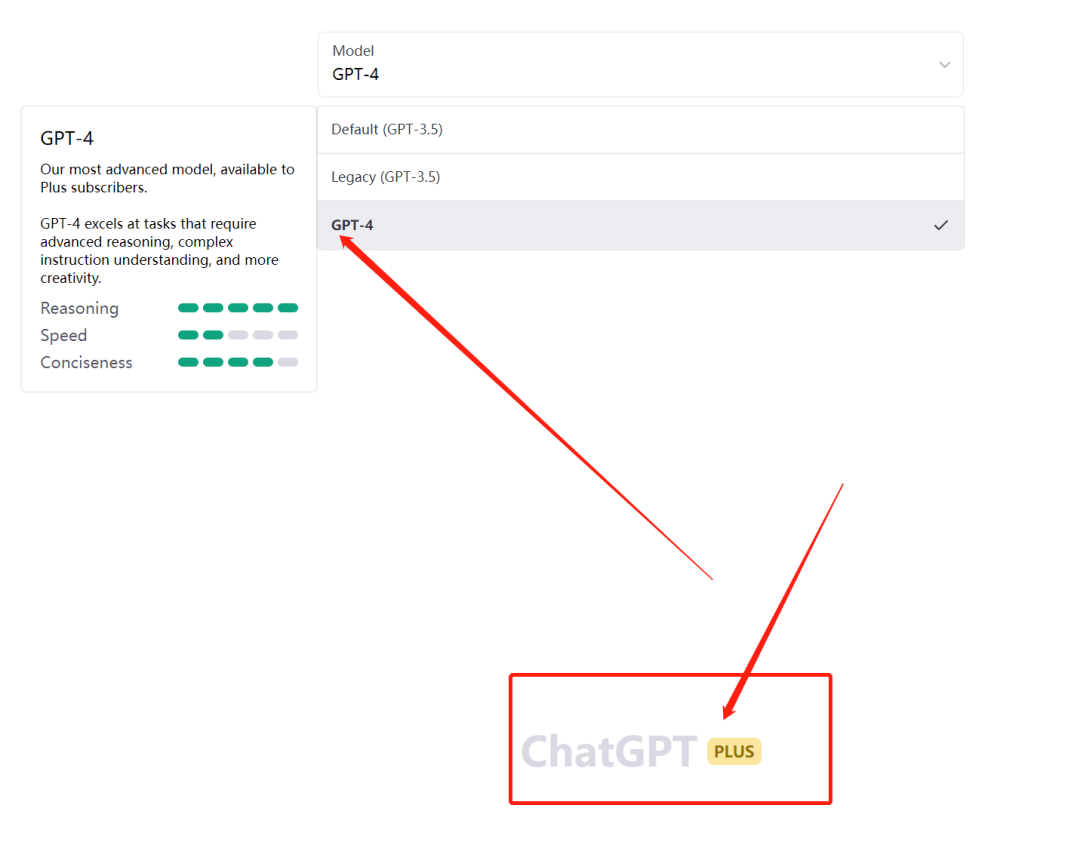 Model
GPT-4
GPT-4
Our most advanced model, available to
Plus subscribers.
GPT-4 excels at tasks that require
advanced reasoning, complex
instruction understanding, and more
creativity.
Reasoning
Speed
Conciseness
Default (GPT-3.5)
Legacy (GPT-3.5)
GPT-4
ChatGPT PLUS